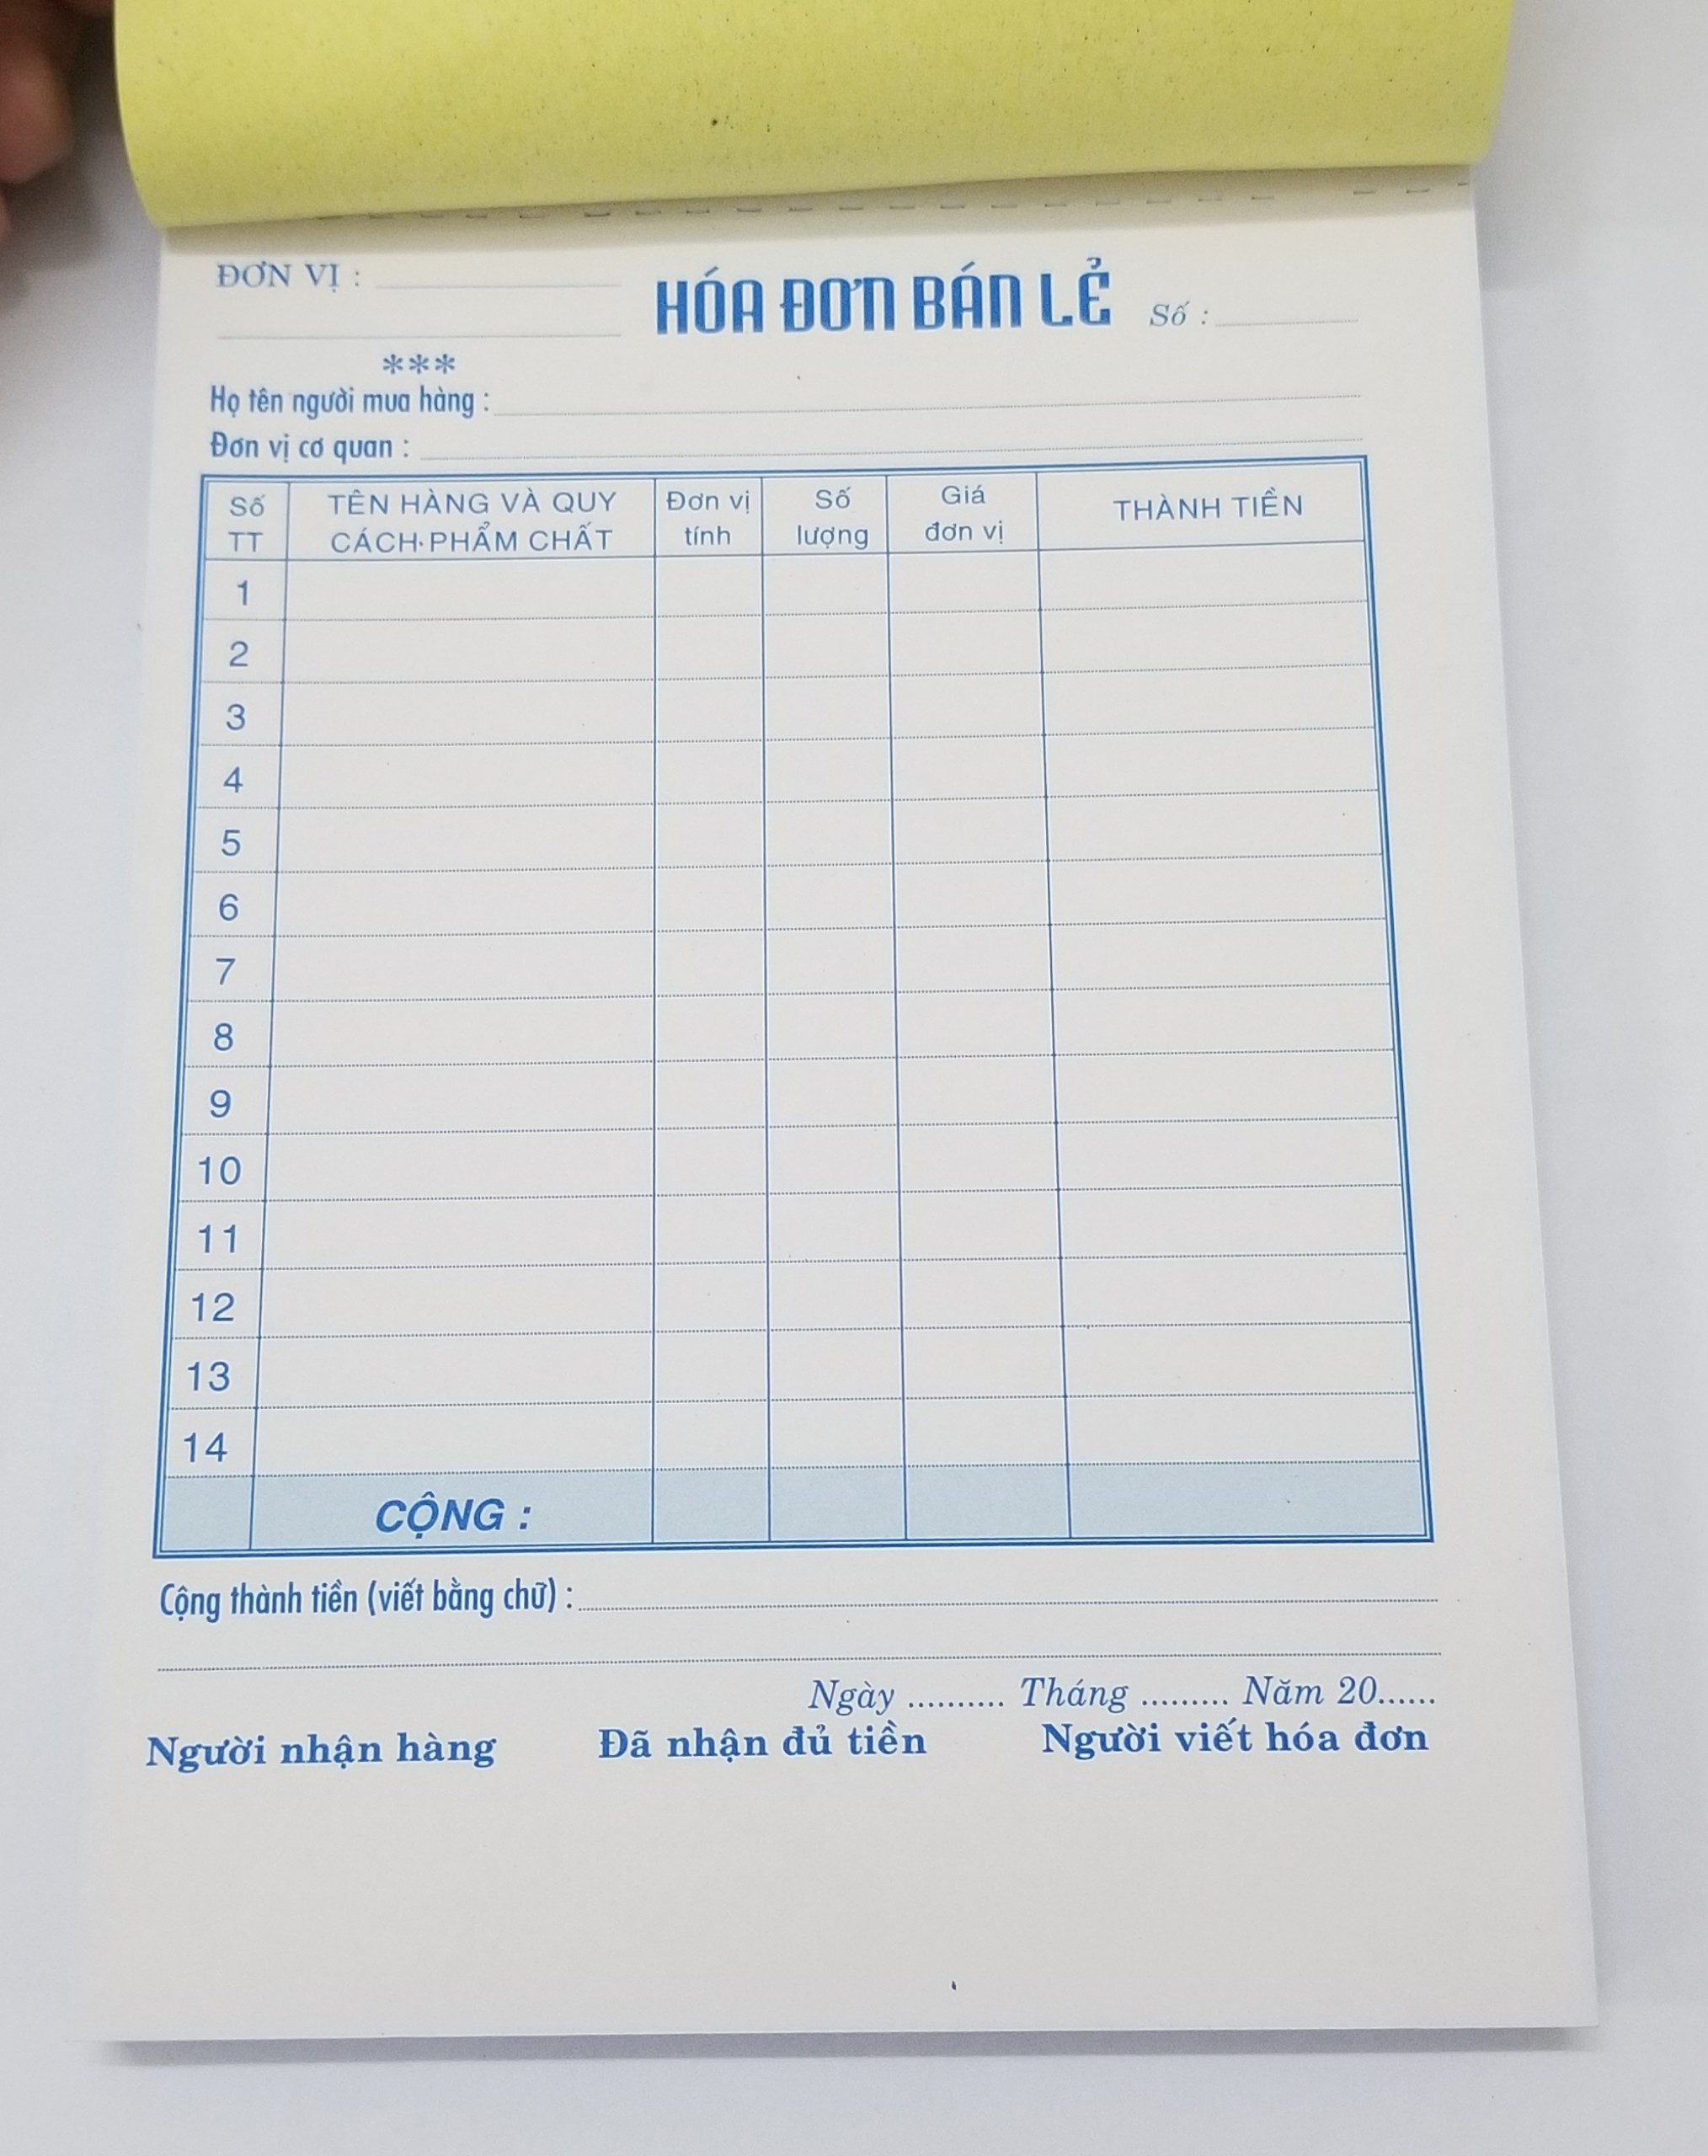 ĐƠN VỊ :
HÓA ĐƠN BÁN LẺ
Số :
***
Họ tên người mua hàng :
Đơn vị cơ quan :
Số TT
TÊN HÀNG VÀ QUY CÁCH-PHẨM CHẤT
Đơn vị tính
Số lượng
Giá đơn vị
THÀNH TIỀN
1
2
3
4
5
6
7
8
9
10
11
12
13
14
CỘNG :
Cộng thành tiền (viết bằng chữ) :
Ngày .......... Tháng ......... Năm 20......
Người nhận hàng
Đã nhận đủ tiền
Người viết hóa đơn